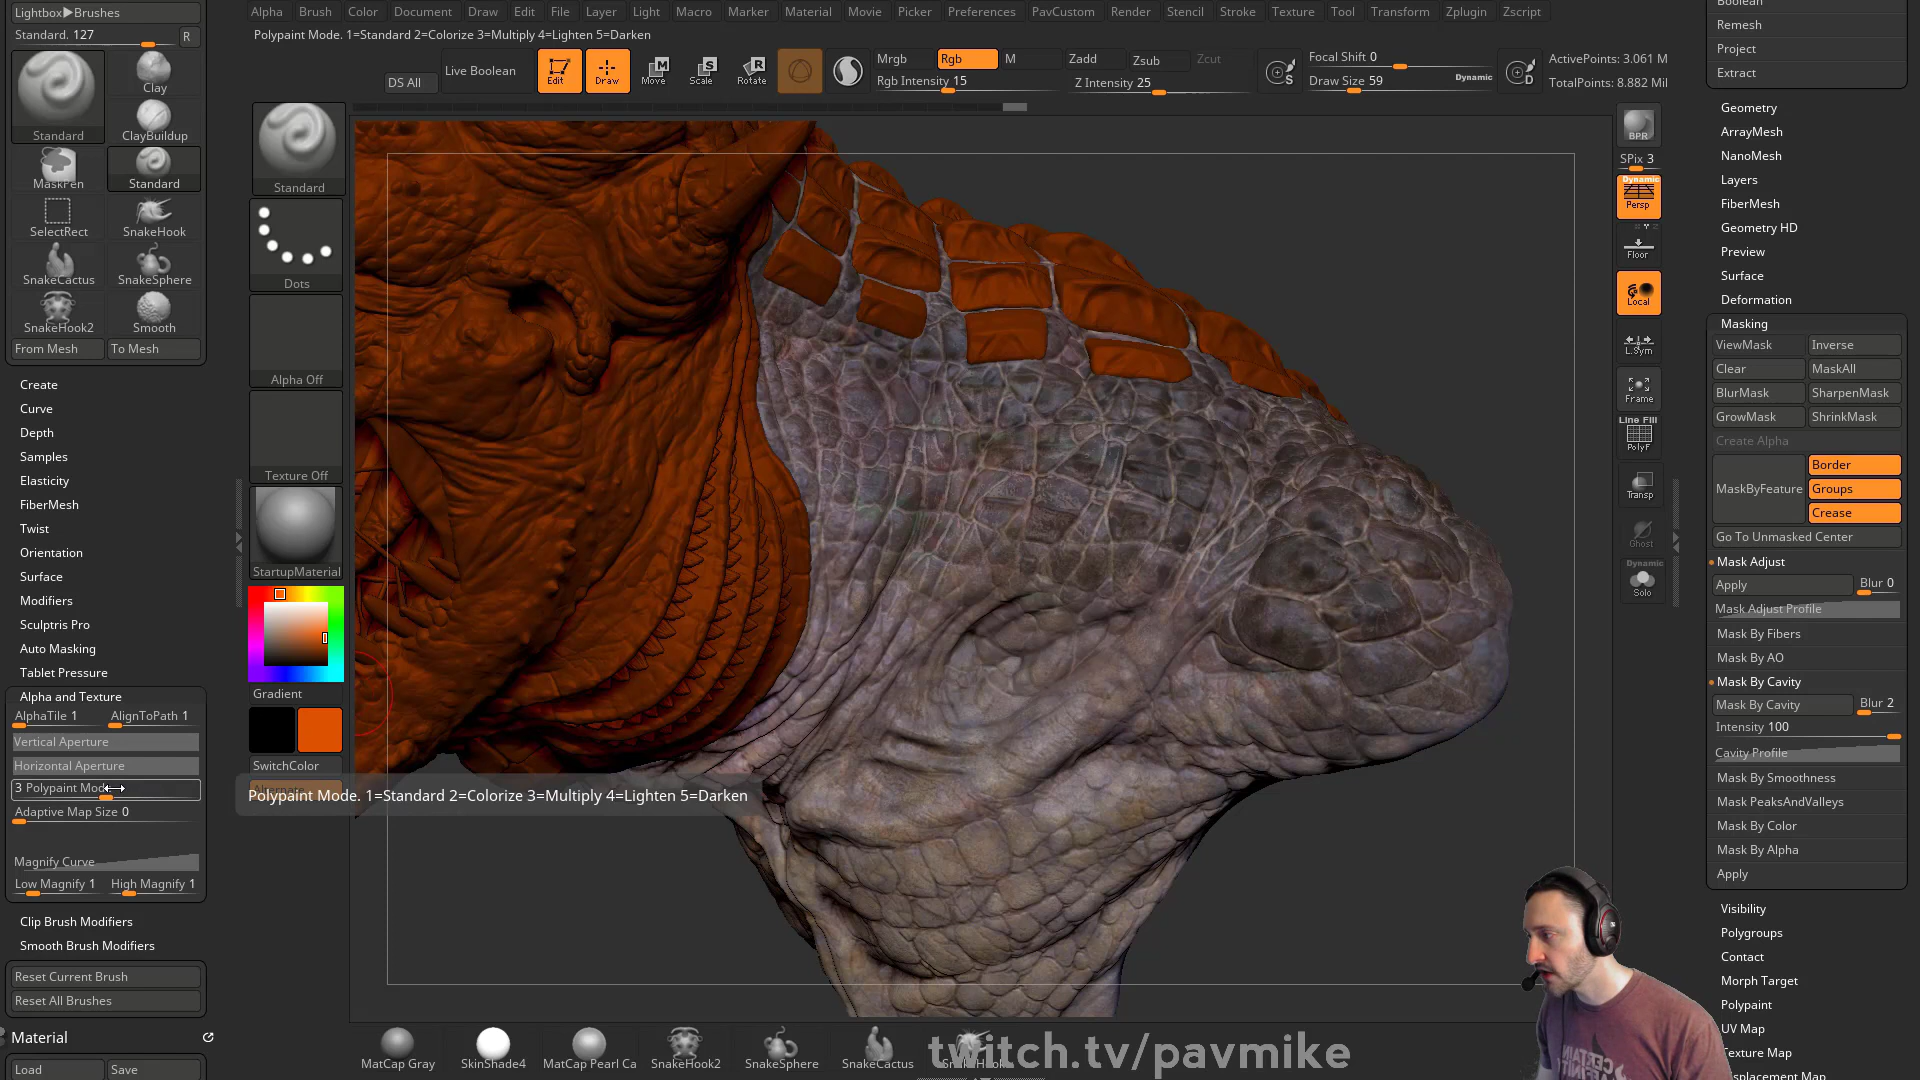 Lightbox▶Brushes
Standard. 127
R
Standard
Clay
ClayBuildup
MaskPen
Standard
SelectRect
SnakeHook
SnakeCactus
SnakeSphere
SnakeHook2
Smooth
From Mesh
To Mesh
Create
Curve
Depth
Samples
Elasticity
FiberMesh
Twist
Orientation
Surface
Modifiers
Sculptris Pro
Auto Masking
Tablet Pressure
Alpha and Texture
AlphaTile 1
AlignToPath 1
Vertical Aperture
Horizontal Aperture
3 Polypaint Mod
Adaptive Map Size 0
Magnify Curve
Low Magnify 1
High Magnify 1
Clip Brush Modifiers
Smooth Brush Modifiers
Reset Current Brush
Reset All Brushes
Material
Load
Save
Alpha Brush Color Document Draw Edit File Layer Light Macro Marker Material Movie Picker Preferences PavCustom Render Stencil Stroke Texture Tool Transform Zplugin Zscript
Polypaint Mode. 1=Standard 2=Colorize 3=Multiply 4=Lighten 5=Darken
DS All
Live Boolean
Edit
Draw
M
Move
S
Scale
R
Rotate
Mrgb
Rgb
M
Rgb Intensity 15
Zadd
Zsub
Zcut
Z Intensity 25
S
Focal Shift 0
Draw Size 59
Dynamic
D
ActivePoints: 3.061 M
TotalPoints: 8.882 Mil
Standard
Dots
Alpha Off
Texture Off
StartupMaterial
Gradient
SwitchColor
Alternate
Polypaint Mode. 1=Standard 2=Colorize 3=Multiply 4=Lighten 5=Darken
BPR
SPix 3
Dynamic
Persp
Floor
Local
L.Sym
Frame
Line Fill
PolyF
Transp
Ghost
Dynamic
Solo
Boolean
Remesh
Project
Extract
Geometry
ArrayMesh
NanoMesh
Layers
FiberMesh
Geometry HD
Preview
Surface
Deformation
Masking
ViewMask
Inverse
Clear
MaskAll
BlurMask
SharpenMask
GrowMask
ShrinkMask
Create Alpha
MaskByFeature
Border
Groups
Crease
Go To Unmasked Center
Mask Adjust
Apply
Blur 0
Mask Adjust Profile
Mask By Fibers
Mask By AO
Mask By Cavity
Mask By Cavity
Blur 2
Intensity 100
Cavity Profile
Mask By Smoothness
Mask PeaksAndValleys
Mask By Color
Mask By Alpha
Apply
Visibility
Polygroups
Contact
Morph Target
Polypaint
UV Map
Texture Map
MatCap Gray
SkinShade4
MatCap Pearl Ca
SnakeHook2
SnakeSphere
SnakeCactus
twitch.tv/pavmike